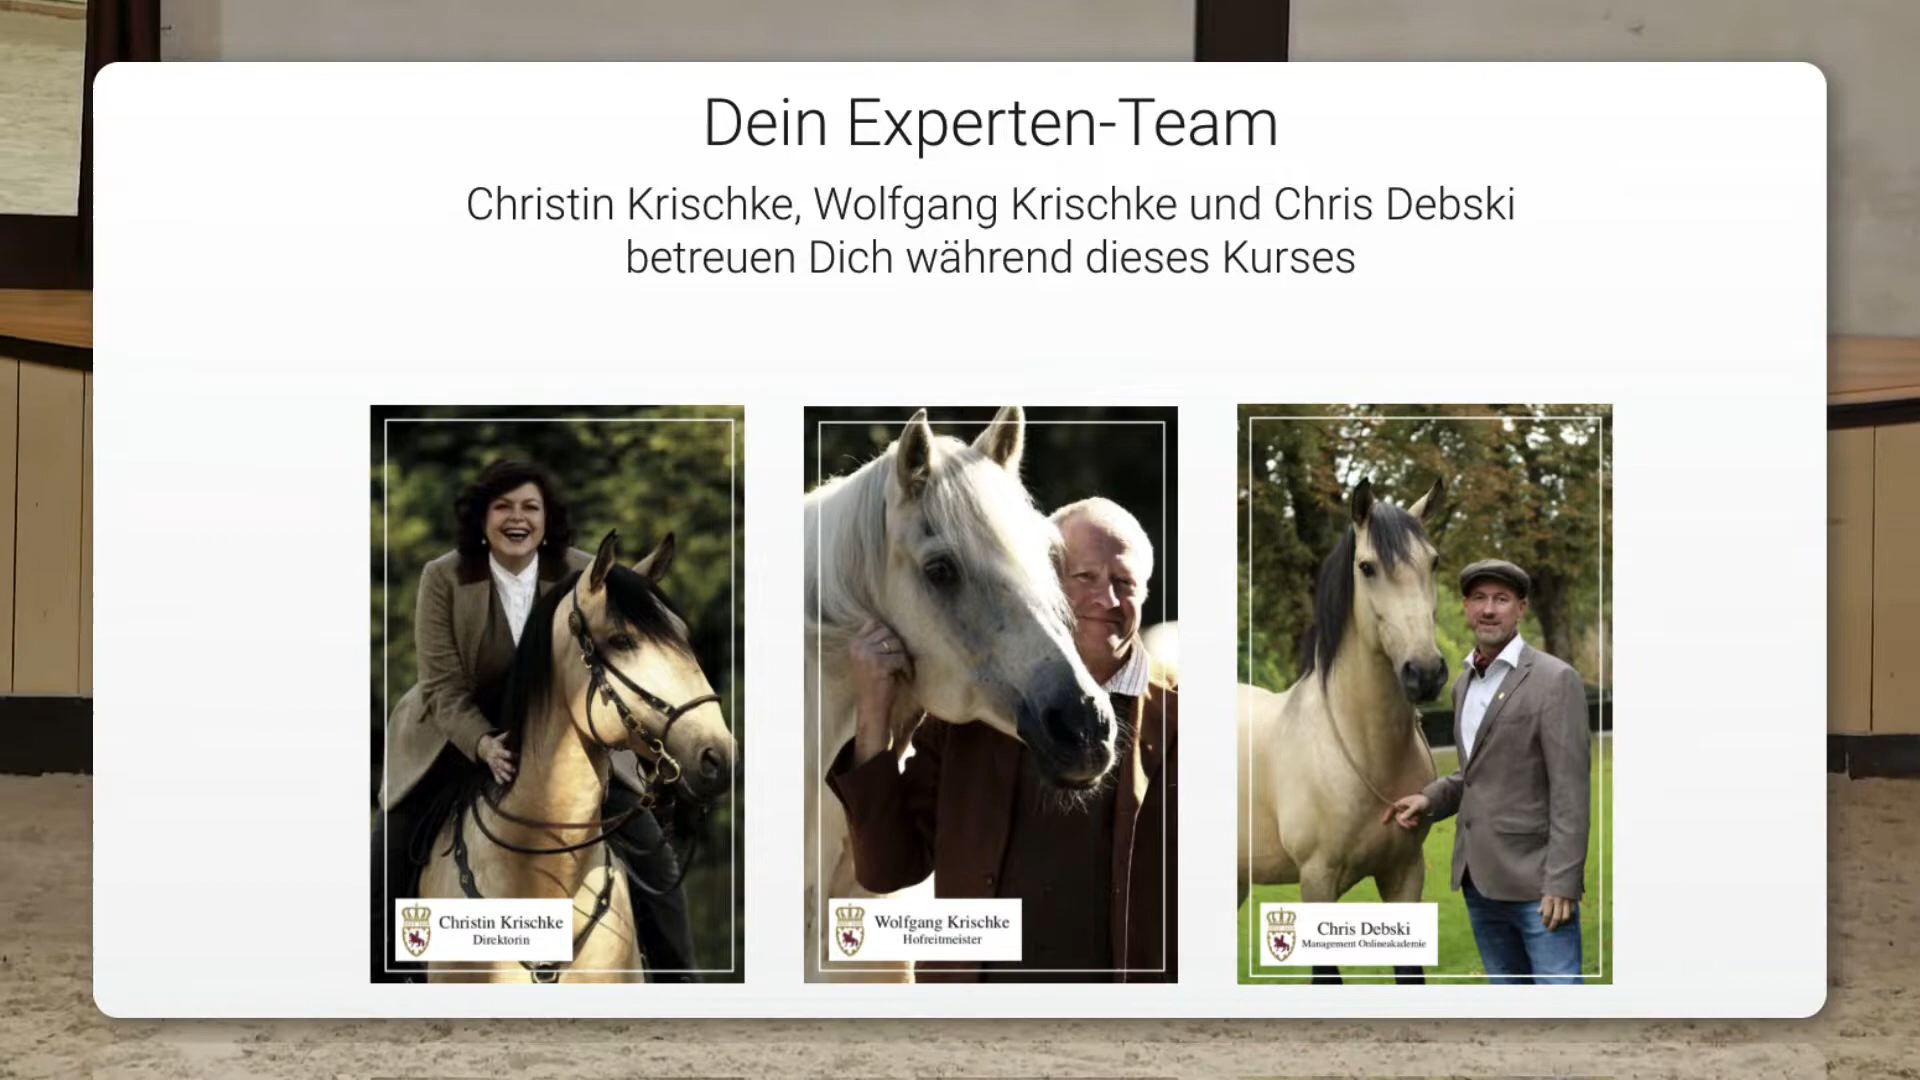 Dein Experten-Team
Christin Krischke, Wolfgang Krischke und Chris Debski
betreuen Dich während dieses Kurses
Christin Krischke
Direktorin
Wolfgang Krischke
Hofreitmeister
Chris Debski
Management Onlineakademie